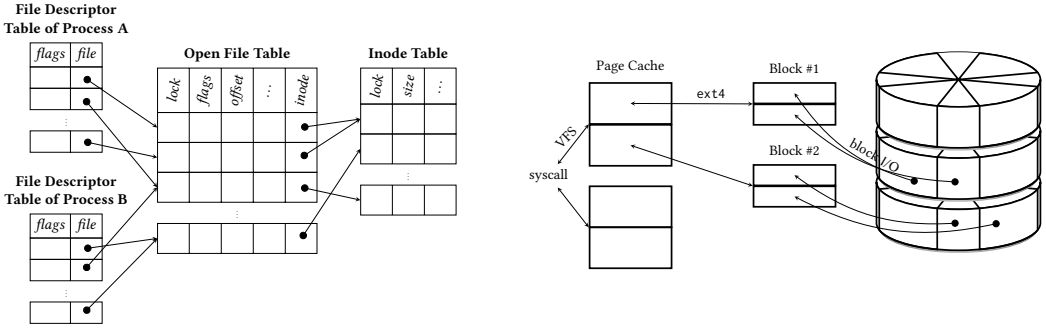 File Descriptor
Table of Process A
flags file
⋮
Open File Table
lock flags offset ... inode
⋮
Inode Table
lock size ...
⋮
File Descriptor
Table of Process B
flags file
⋮
Page Cache
VFS
syscall
ext4
Block #1
Block #2
block I/O